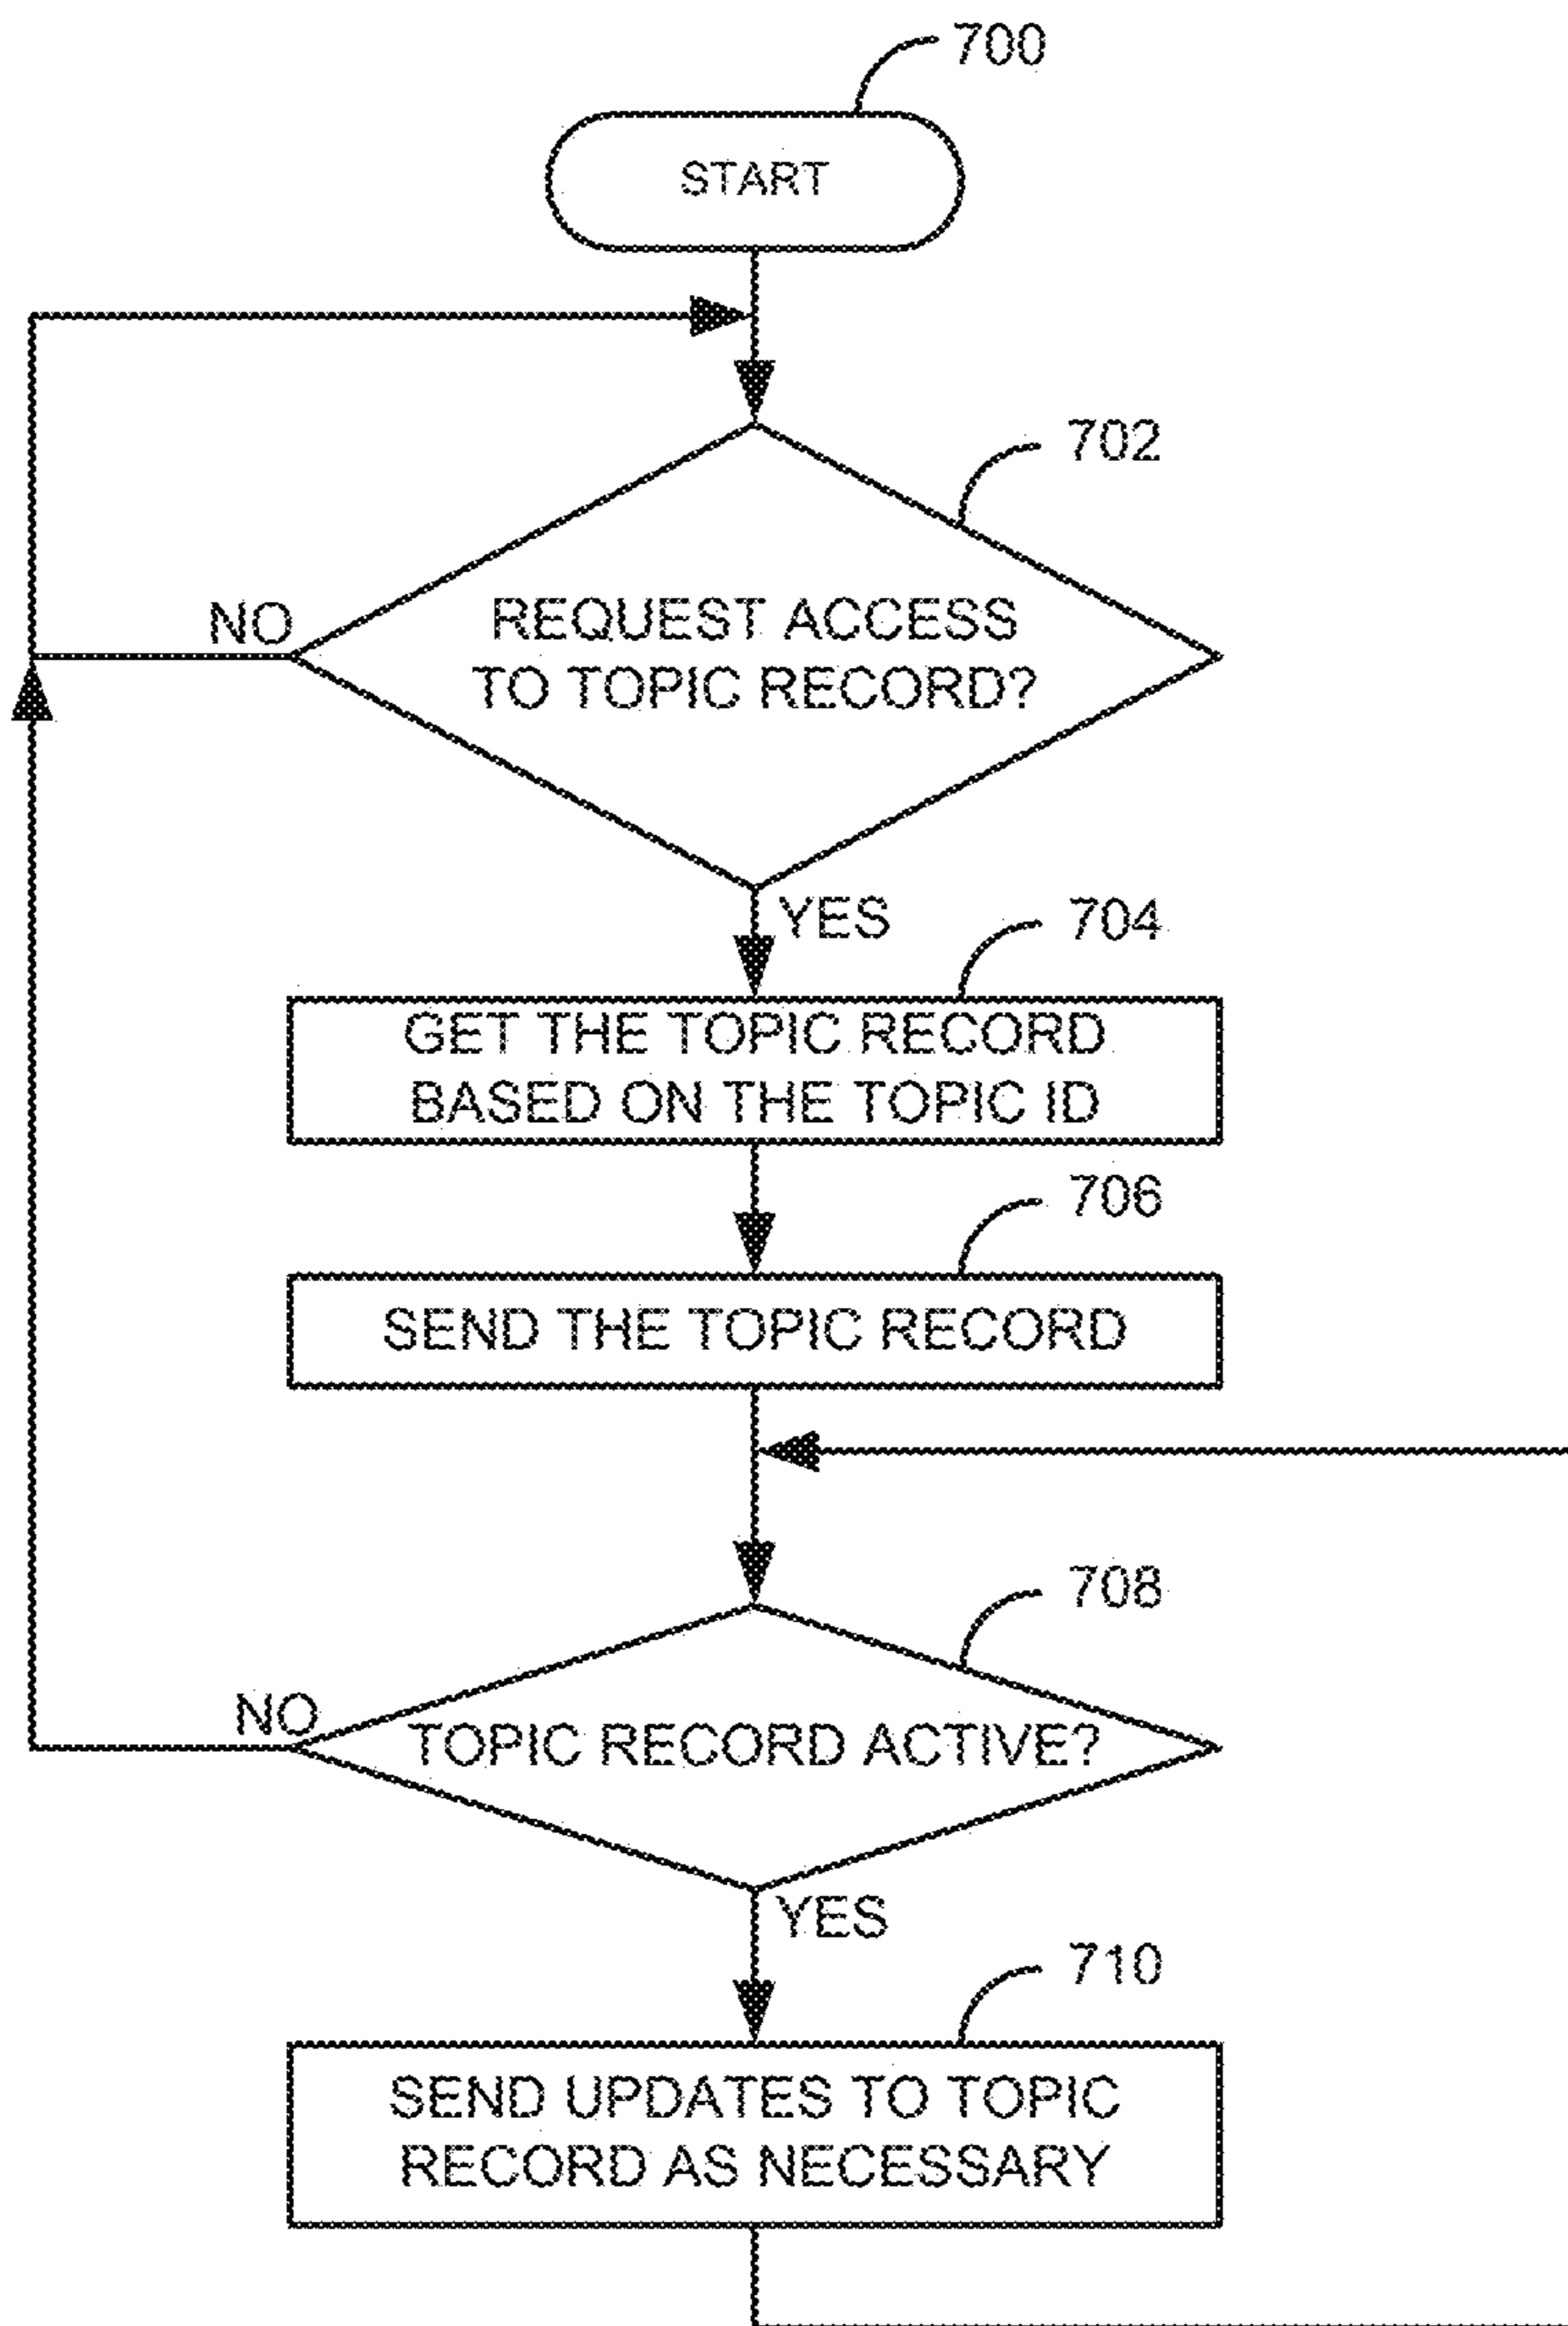 700
START
702
NO
REQUEST ACCESS
TO TOPIC RECORD?
YES
704
GET THE TOPIC RECORD
BASED ON THE TOPIC ID
706
SEND THE TOPIC RECORD
708
NO
TOPIC RECORD ACTIVE?
YES
710
SEND UPDATES TO TOPIC
RECORD AS NECESSARY